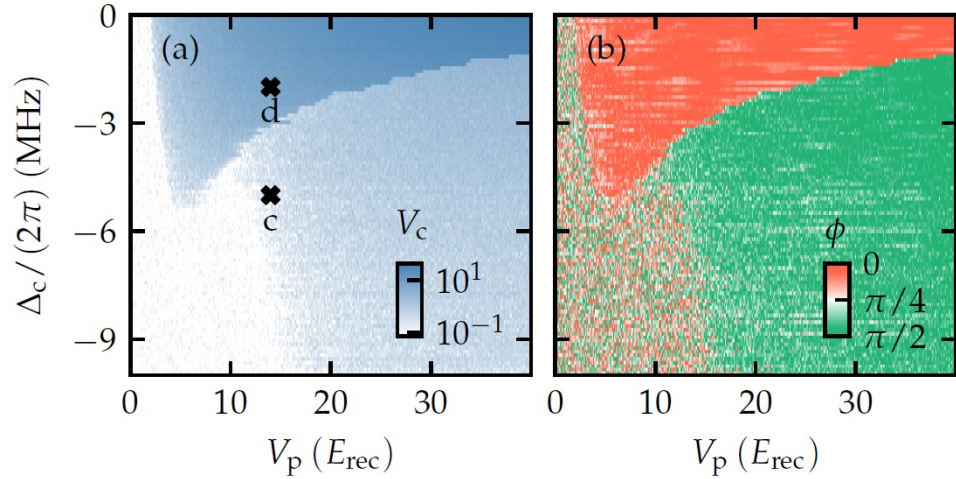 (a)
(b)
0
−3
−6
−9
Δc/(2π) (MHz)
d
c
Vc
10^1
10^−1
ϕ
0
π/4
π/2
0 10 20 30
0 10 20 30
Vp (Erec)
Vp (Erec)